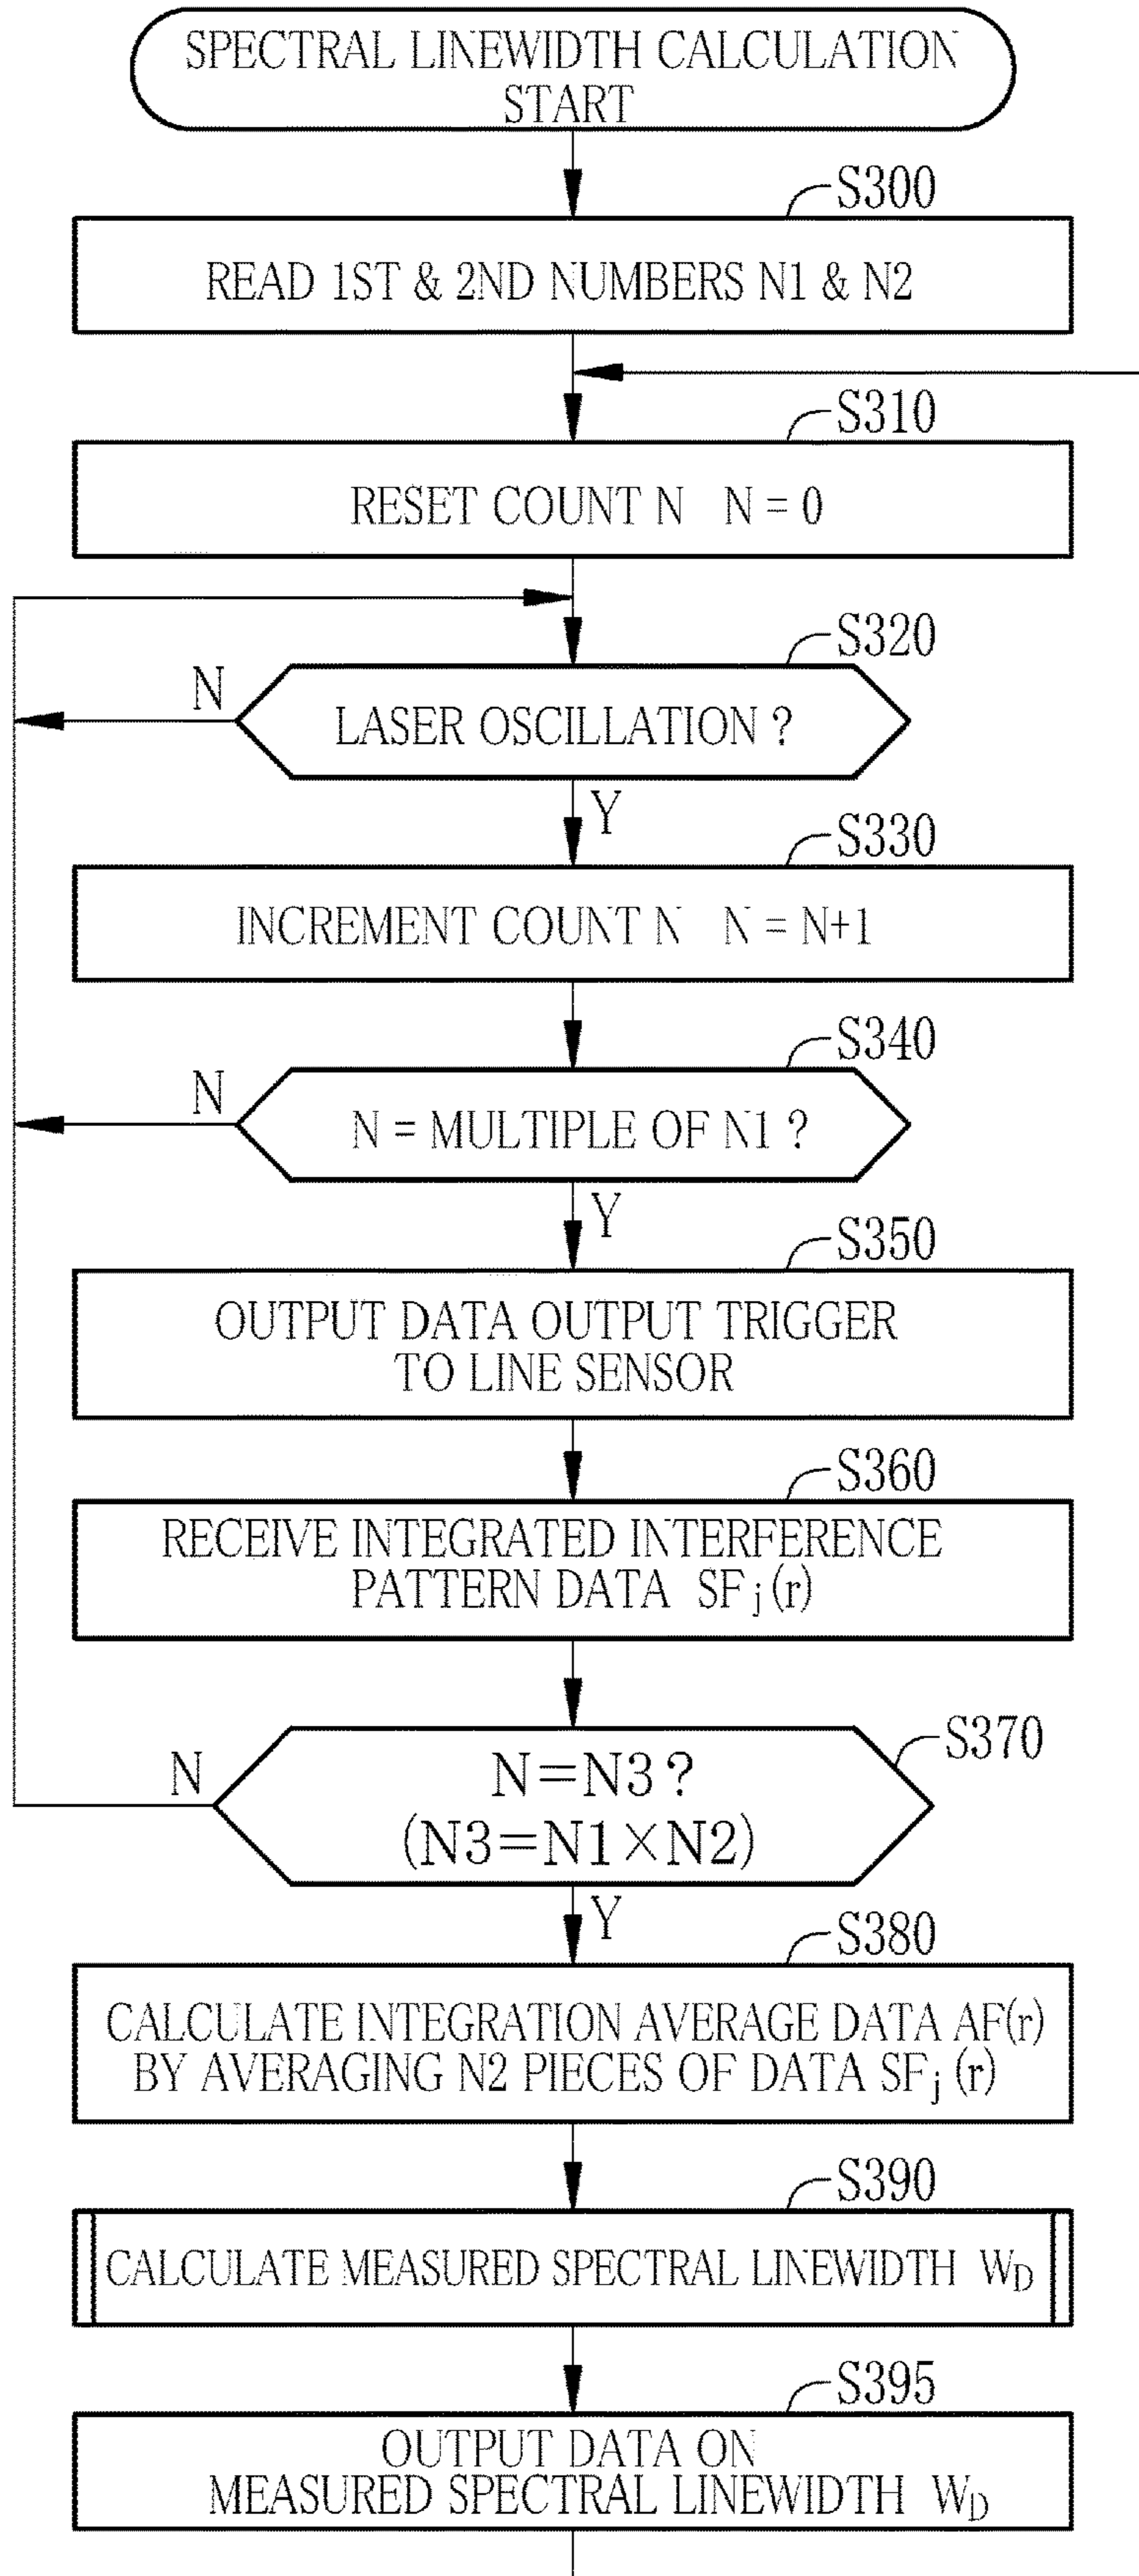 SPECTRAL LINEWIDTH CALCULATION
START
S300
READ 1ST & 2ND NUMBERS N1 & N2
S310
RESET COUNT N N = 0
S320
N
LASER OSCILLATION ?
Y
S330
INCREMENT COUNT N N = N+1
S340
N
N = MULTIPLE OF N1 ?
Y
S350
OUTPUT DATA OUTPUT TRIGGER
TO LINE SENSOR
S360
RECEIVE INTEGRATED INTERFERENCE
PATTERN DATA SFj(r)
S370
N
N=N3 ?
(N3=N1×N2)
Y
S380
CALCULATE INTEGRATION AVERAGE DATA AF(r)
BY AVERAGING N2 PIECES OF DATA SFj(r)
S390
CALCULATE MEASURED SPECTRAL LINEWIDTH WD
S395
OUTPUT DATA ON
MEASURED SPECTRAL LINEWIDTH WD